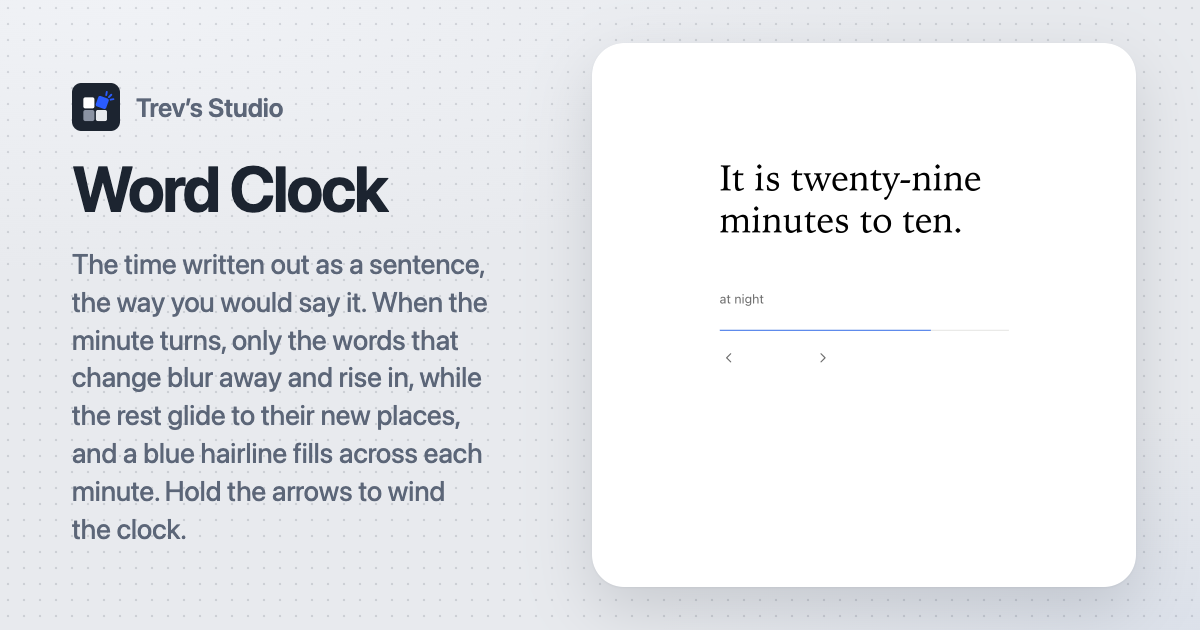 Trev’s Studio
Word Clock
The time written out as a sentence,
the way you would say it. When the
minute turns, only the words that
change blur away and rise in, while
the rest glide to their new places,
and a blue hairline fills across each
minute. Hold the arrows to wind
the clock.
It is twenty-nine
minutes to ten.
at night